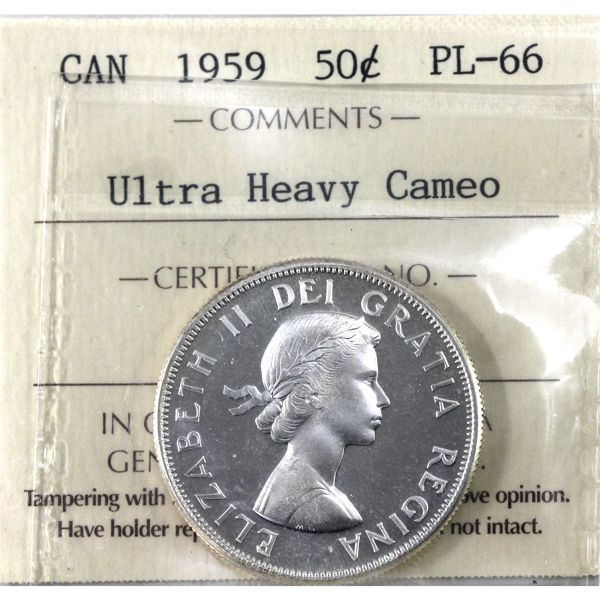 CAN 1959 50¢ PL-66
— COMMENTS —
Ultra Heavy Cameo
— CERTIFI NO. —
ELIZABETH II DEI GRATIA REGINA
IN
GEN
Tampering with ove opinion.
Have holder rep not intact.